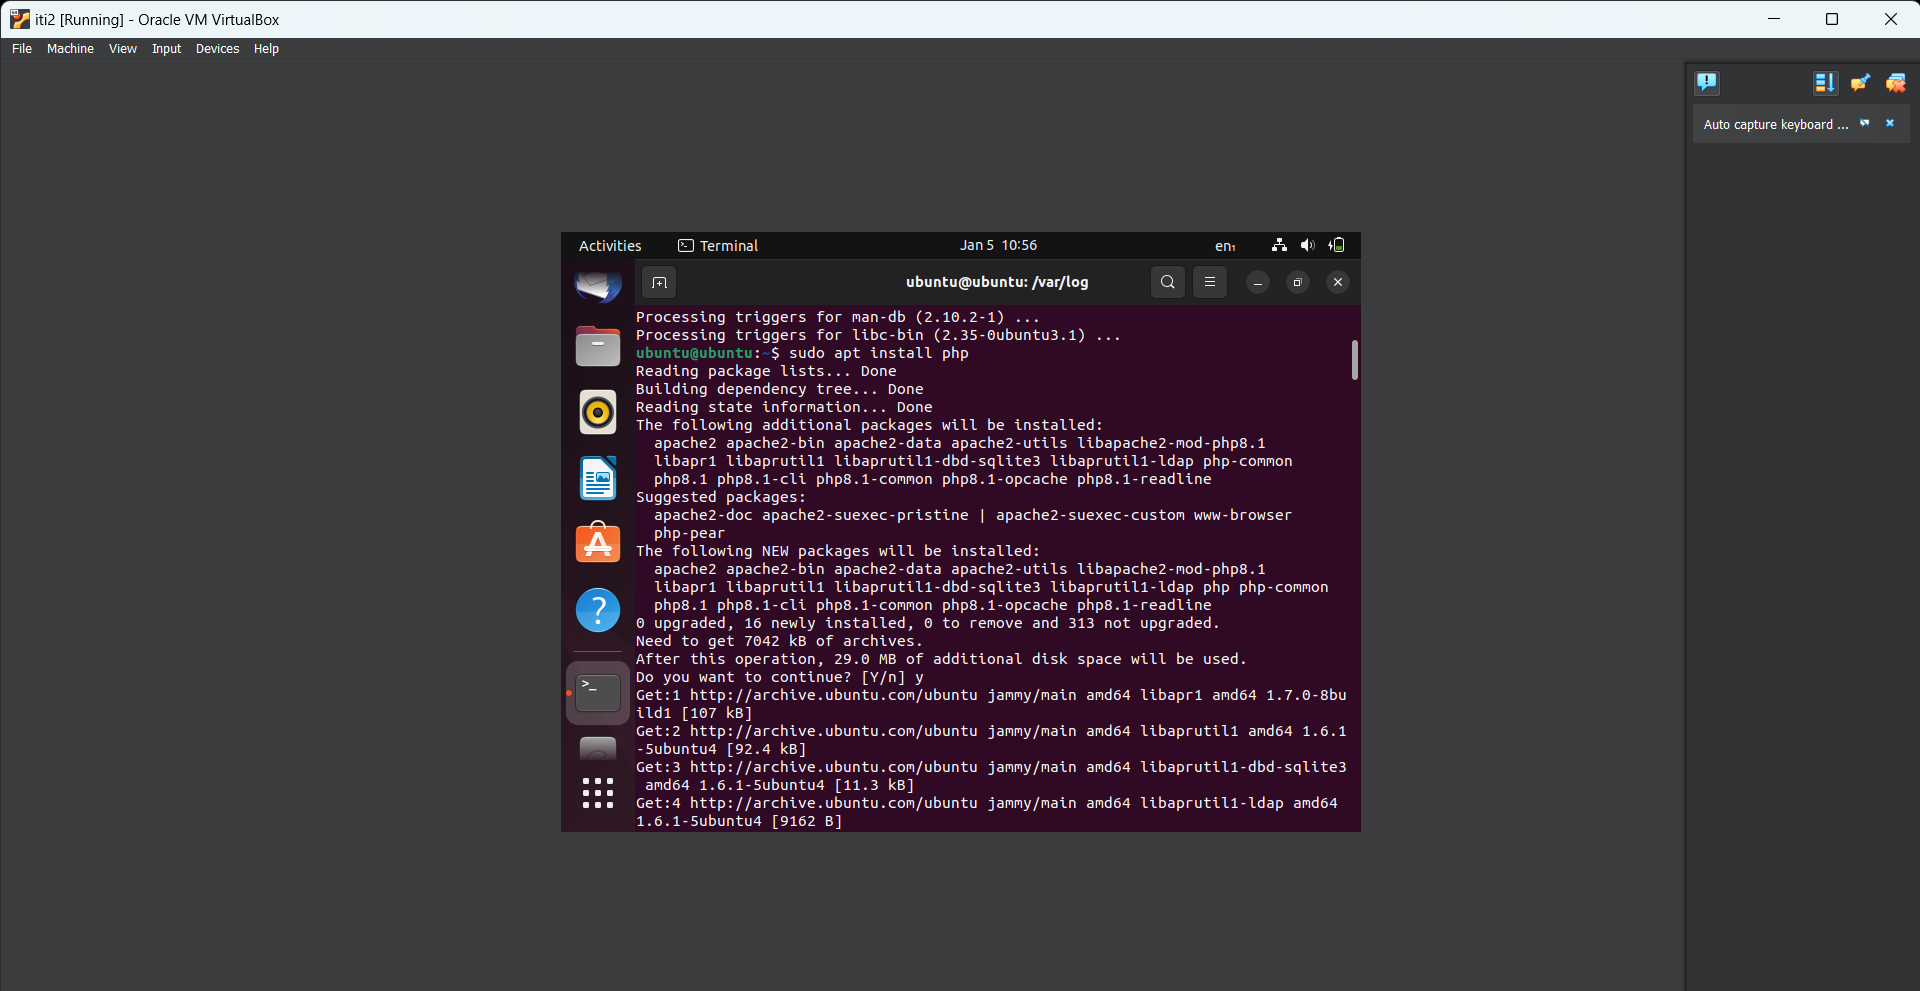 iti2 [Running] - Oracle VM VirtualBox
File Machine View Input Devices Help
Auto capture keyboard ...
Activities Terminal Jan 5 10:56 en₁
ubuntu@ubuntu: /var/log
Processing triggers for man-db (2.10.2-1) ...
Processing triggers for libc-bin (2.35-0ubuntu3.1) ...
ubuntu@ubuntu:~$ sudo apt install php
Reading package lists... Done
Building dependency tree... Done
Reading state information... Done
The following additional packages will be installed:
  apache2 apache2-bin apache2-data apache2-utils libapache2-mod-php8.1
  libapr1 libaprutil1 libaprutil1-dbd-sqlite3 libaprutil1-ldap php-common
  php8.1 php8.1-cli php8.1-common php8.1-opcache php8.1-readline
Suggested packages:
  apache2-doc apache2-suexec-pristine | apache2-suexec-custom www-browser
  php-pear
The following NEW packages will be installed:
  apache2 apache2-bin apache2-data apache2-utils libapache2-mod-php8.1
  libapr1 libaprutil1 libaprutil1-dbd-sqlite3 libaprutil1-ldap php php-common
  php8.1 php8.1-cli php8.1-common php8.1-opcache php8.1-readline
0 upgraded, 16 newly installed, 0 to remove and 313 not upgraded.
Need to get 7042 kB of archives.
After this operation, 29.0 MB of additional disk space will be used.
Do you want to continue? [Y/n] y
Get:1 http://archive.ubuntu.com/ubuntu jammy/main amd64 libapr1 amd64 1.7.0-8bu
ild1 [107 kB]
Get:2 http://archive.ubuntu.com/ubuntu jammy/main amd64 libaprutil1 amd64 1.6.1
-5ubuntu4 [92.4 kB]
Get:3 http://archive.ubuntu.com/ubuntu jammy/main amd64 libaprutil1-dbd-sqlite3
 amd64 1.6.1-5ubuntu4 [11.3 kB]
Get:4 http://archive.ubuntu.com/ubuntu jammy/main amd64 libaprutil1-ldap amd64
1.6.1-5ubuntu4 [9162 B]